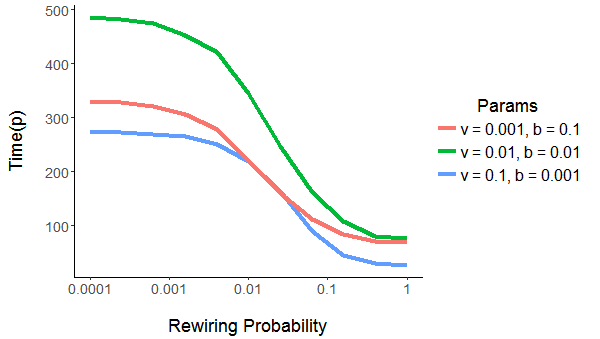 500
400
300
200
100
Time(p)
0.0001 0.001 0.01 0.1 1
Rewiring Probability
Params
v = 0.001, b = 0.1
v = 0.01, b = 0.01
v = 0.1, b = 0.001